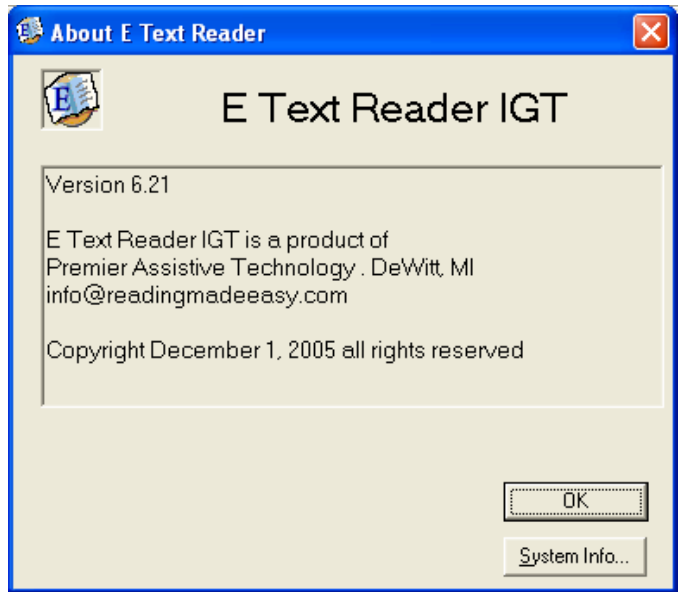 About E Text Reader
E
E Text Reader IGT
Version 6.21
E Text Reader IGT is a product of
Premier Assistive Technology . DeWitt, MI
info@readingmadeeasy.com
Copyright December 1, 2005 all rights reserved
OK
System Info...